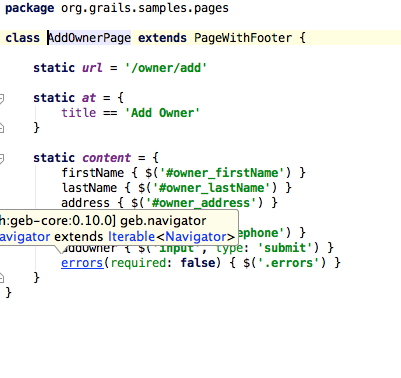 package org.grails.samples.pages
class AddOwnerPage extends PageWithFooter {
static url = '/owner/add'
static at = {
title == 'Add Owner'
}
static content = {
firstName { $('#owner_firstName') }
lastName { $('#owner_lastName') }
address { $('#owner_address') }
h:geb-core:0.10.0] geb.navigator
ephone') }
avigator extends Iterable<Navigator>
addOwner { $('input', type: 'submit') }
errors(required: false) { $('.errors') }
}
}